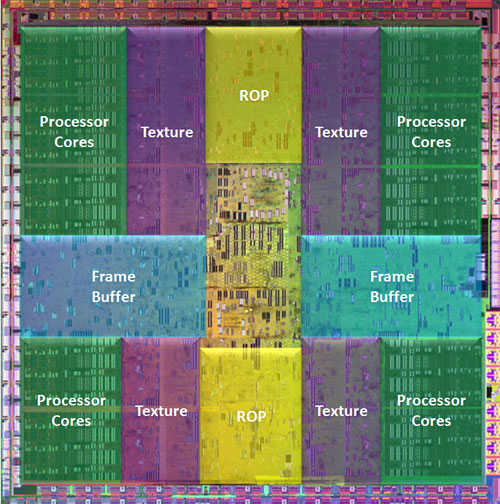 ROP
Processor
Cores
Texture
Texture
Processor
Cores
Frame
Buffer
Frame
Buffer
Processor
Cores
Texture
ROP
Texture
Processor
Cores